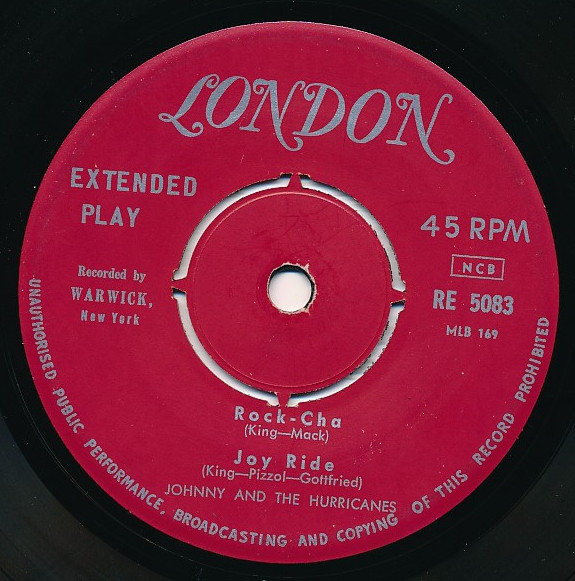 LONDON
EXTENDED
PLAY
45 RPM
NCB
Recorded by
WARWICK,
New York
RE 5083
MLB 169
Rock-Cha
(King—Mack)
Joy Ride
(King—Pizzol—Gottfried)
JOHNNY AND THE HURRICANES
UNAUTHORISED PUBLIC PERFORMANCE, BROADCASTING AND COPYING OF THIS RECORD PROHIBITED